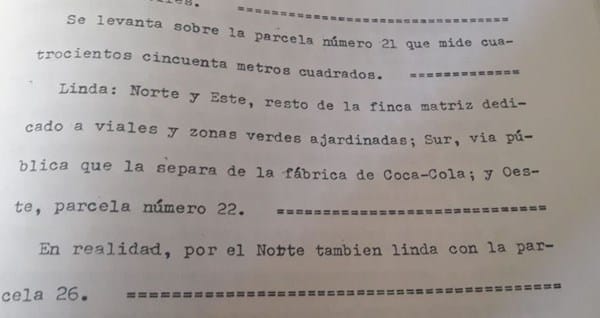 Se levanta sobre la parcela número 21 que mide cua-
trocientos cincuenta metros cuadrados. =============
Linda: Norte y Este, resto de la finca matriz dedi-
cado a viales y zonas verdes ajardinadas; Sur, via pú-
blica que la separa de la fábrica de Coca-Cola; y Oes-
te, parcela número 22. =============================
En realidad, por el Norte tambien linda con la par-
cela 26. ===========================================